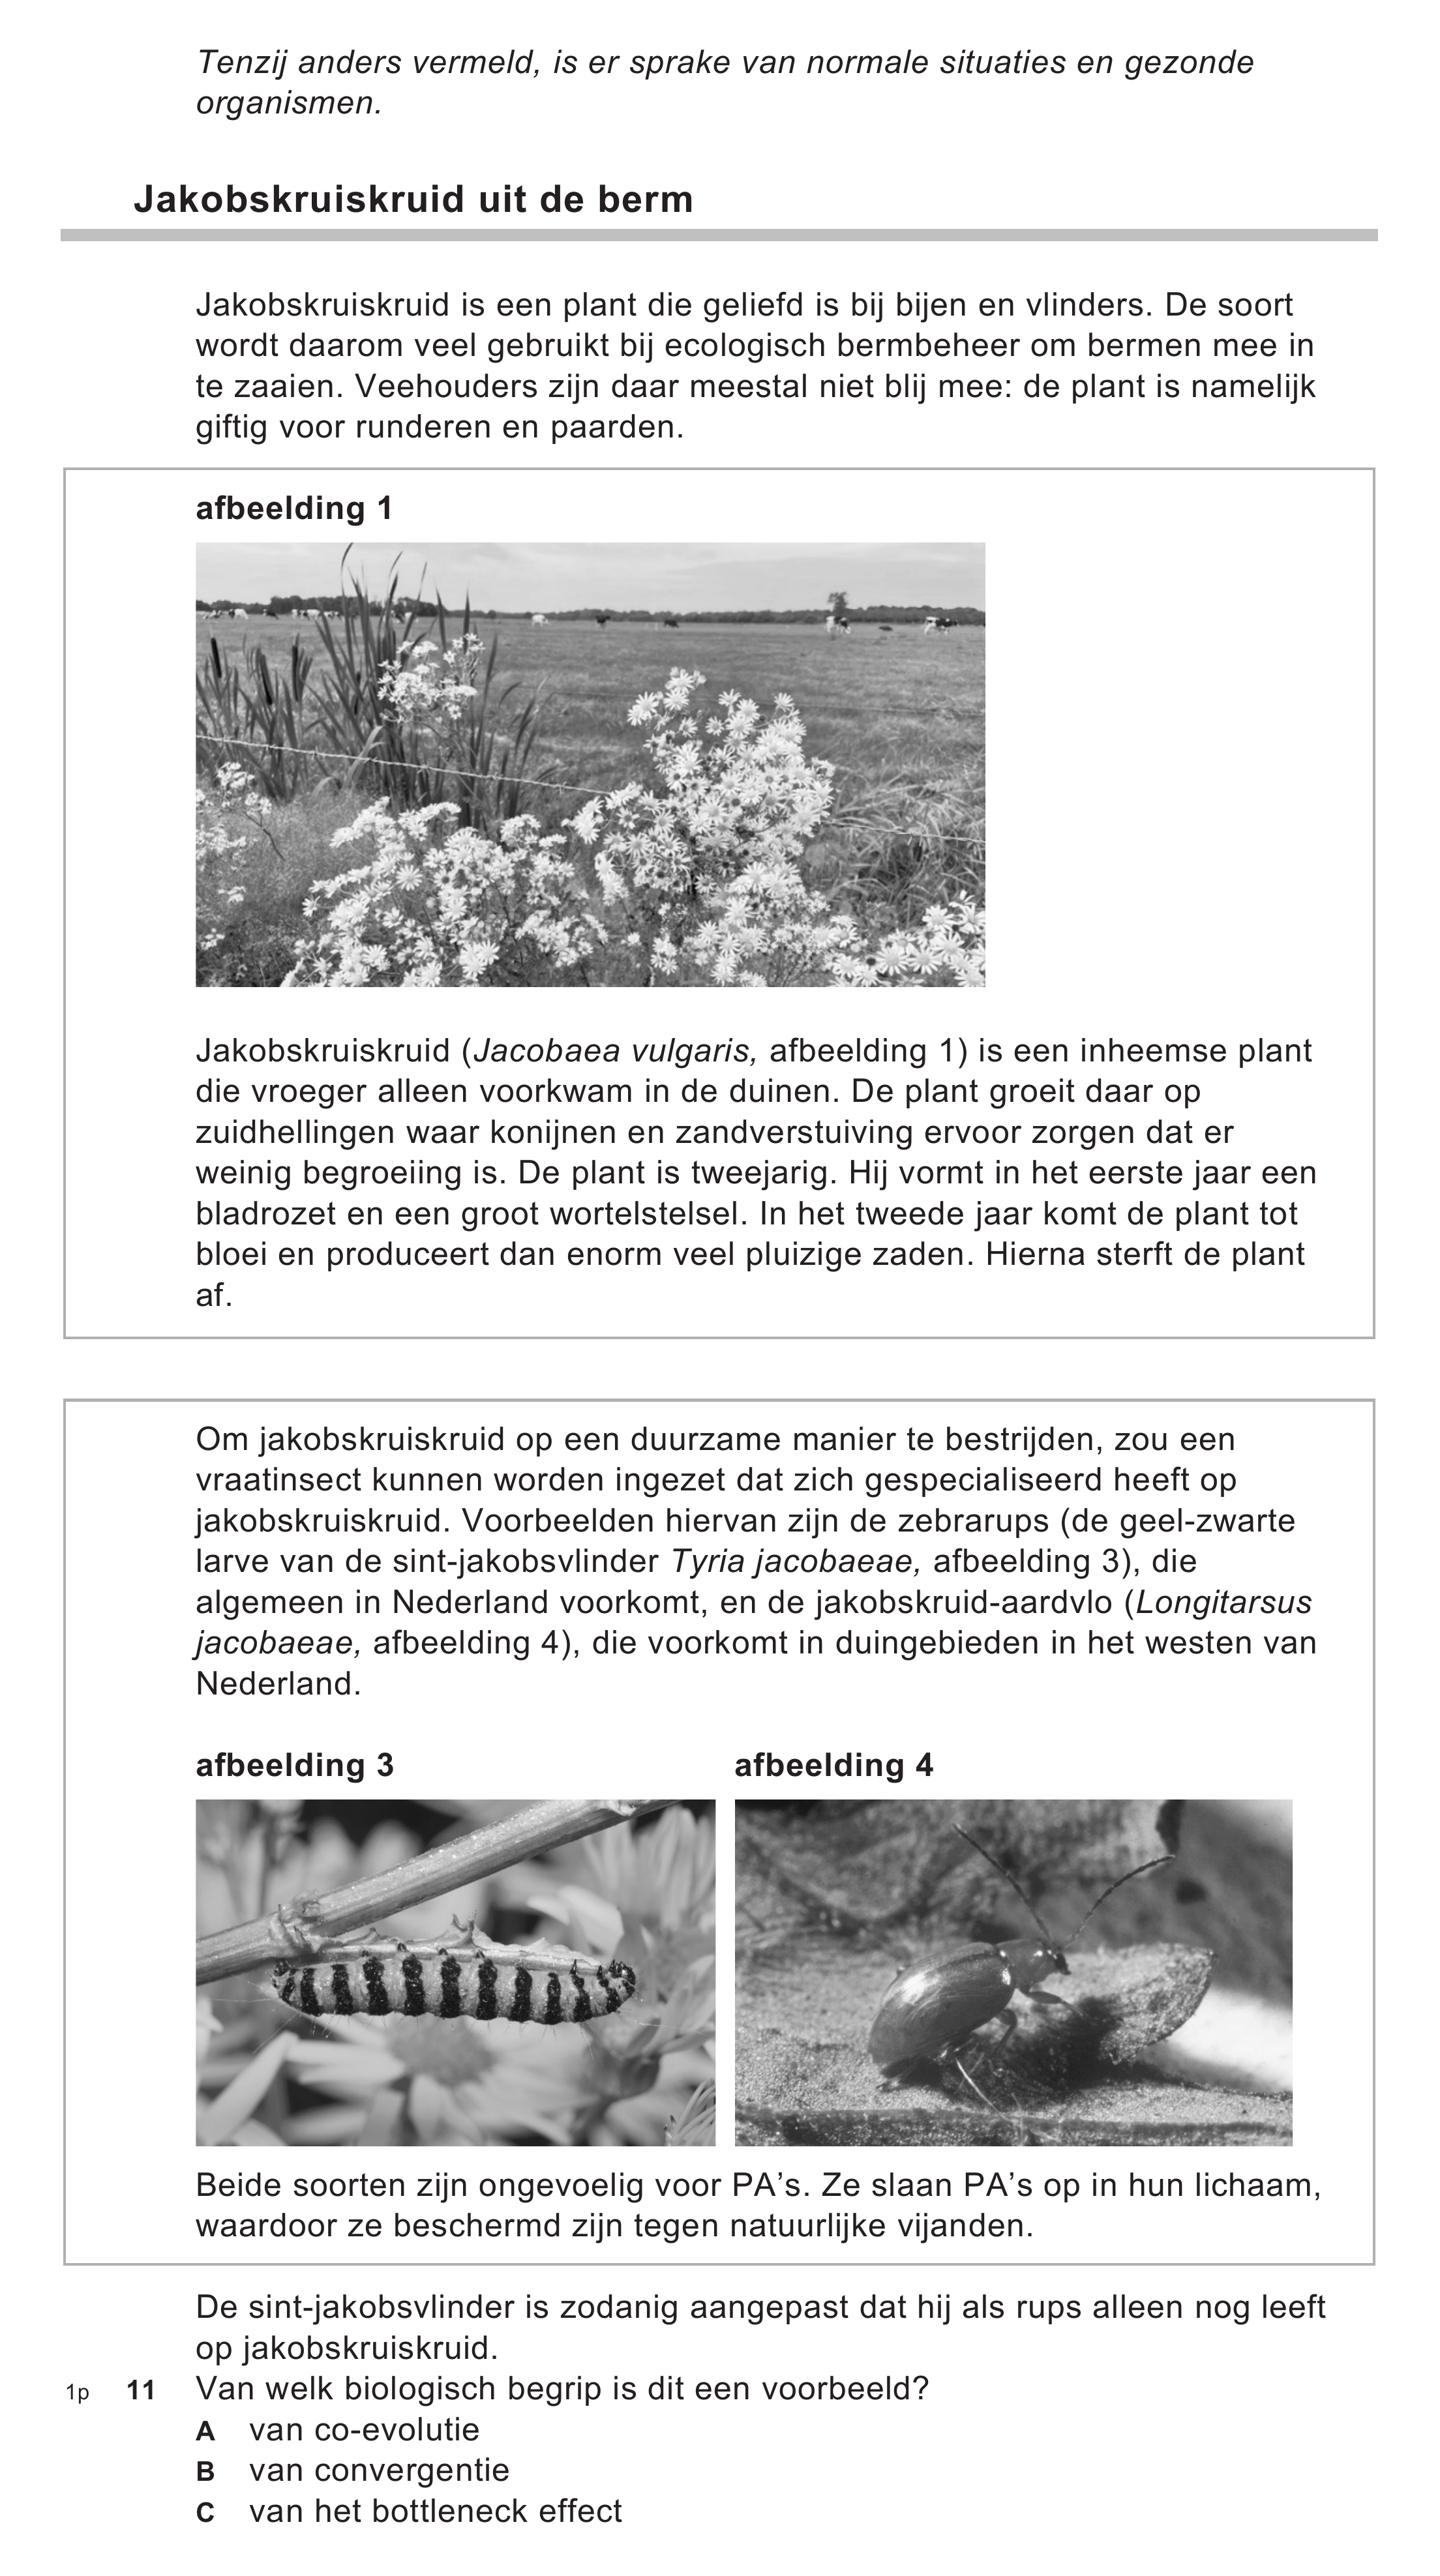 Tenzij anders vermeld, is er sprake van normale situaties en gezonde
organismen.
Jakobskruiskruid uit de berm
Jakobskruiskruid is een plant die geliefd is bij bijen en vlinders. De soort
wordt daarom veel gebruikt bij ecologisch bermbeheer om bermen mee in
te zaaien. Veehouders zijn daar meestal niet blij mee: de plant is namelijk
giftig voor runderen en paarden.
afbeelding 1
Jakobskruiskruid (Jacobaea vulgaris, afbeelding 1) is een inheemse plant
die vroeger alleen voorkwam in de duinen. De plant groeit daar op
zuidhellingen waar konijnen en zandverstuiving ervoor zorgen dat er
weinig begroeiing is. De plant is tweejarig. Hij vormt in het eerste jaar een
bladrozet en een groot wortelstelsel. In het tweede jaar komt de plant tot
bloei en produceert dan enorm veel pluizige zaden. Hierna sterft de plant
af.
Om jakobskruiskruid op een duurzame manier te bestrijden, zou een
vraatinsect kunnen worden ingezet dat zich gespecialiseerd heeft op
jakobskruiskruid. Voorbeelden hiervan zijn de zebrarups (de geel-zwarte
larve van de sint-jakobsvlinder Tyria jacobaeae, afbeelding 3), die
algemeen in Nederland voorkomt, en de jakobskruid-aardvlo (Longitarsus
jacobaeae, afbeelding 4), die voorkomt in duingebieden in het westen van
Nederland.
afbeelding 3 afbeelding 4
Beide soorten zijn ongevoelig voor PA's. Ze slaan PA's op in hun lichaam,
waardoor ze beschermd zijn tegen natuurlijke vijanden.
De sint-jakobsvlinder is zodanig aangepast dat hij als rups alleen nog leeft
op jakobskruiskruid.
1p 11 Van welk biologisch begrip is dit een voorbeeld?
A van co-evolutie
B van convergentie
C van het bottleneck effect